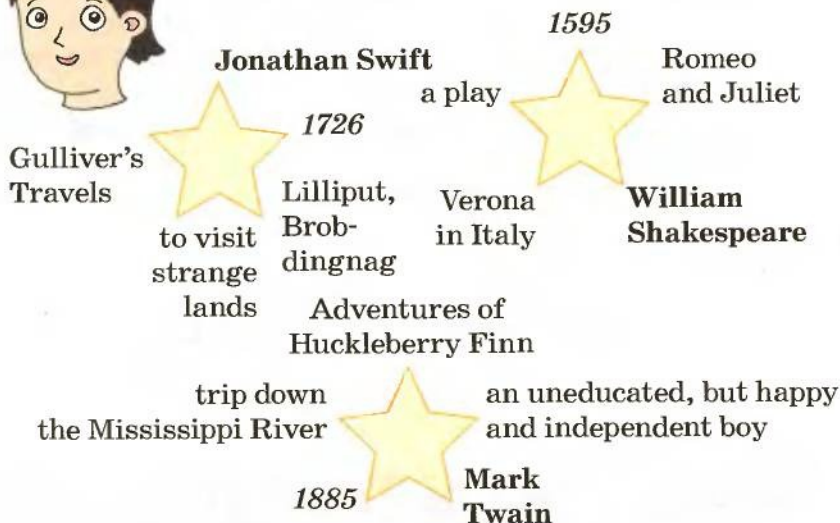 Jonathan Swift
1726
Gulliver's
Travels
Lilliput,
Brob-
dingnag
to visit
strange
lands
1595
a play
Romeo
and Juliet
Verona
in Italy
William
Shakespeare
Adventures of
Huckleberry Finn
trip down
the Mississippi River
an uneducated, but happy
and independent boy
1885
Mark
Twain